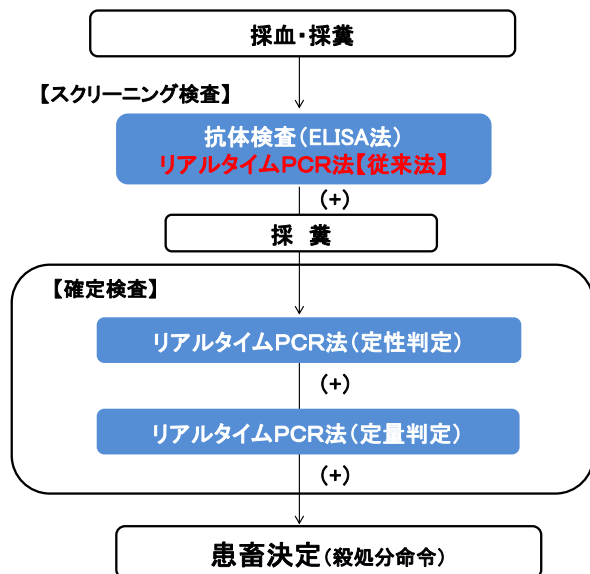 採血・採糞
【スクリーニング検査】
抗体検査(ELISA法)
リアルタイムPCR法【従来法】
(+)
採 糞
【確定検査】
リアルタイムPCR法(定性判定)
(+)
リアルタイムPCR法(定量判定)
(+)
患畜決定(殺処分命令)